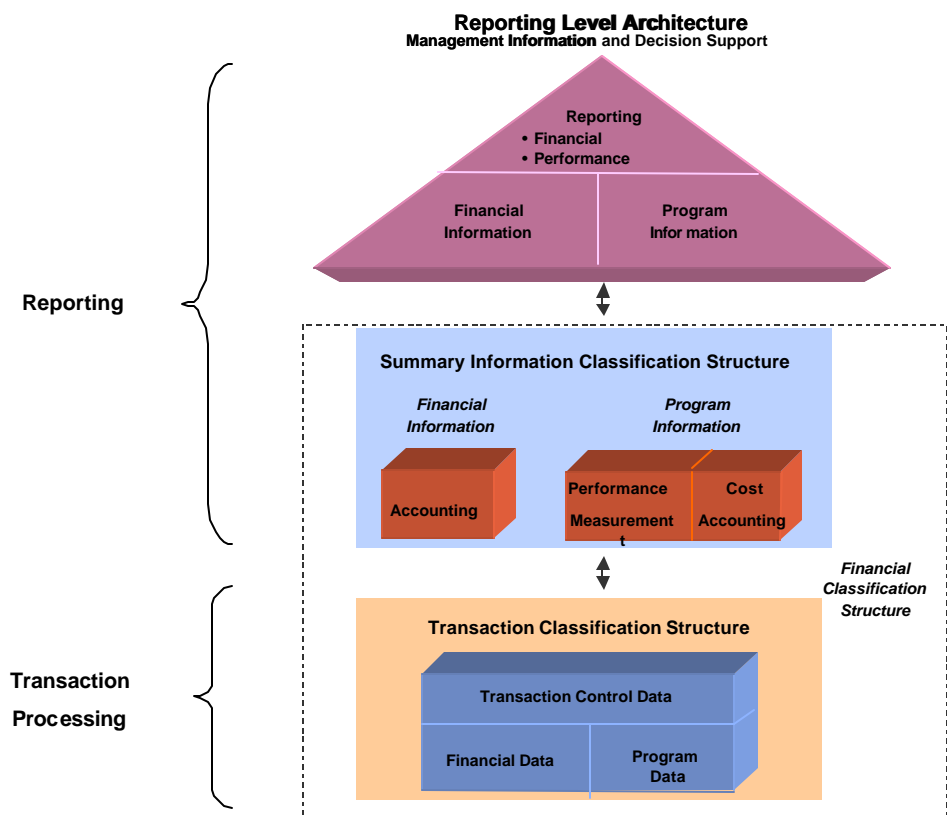 Reporting Level Architecture
Management Information and Decision Support
Reporting
• Financial
• Performance
Financial
Information
Program
Infor mation
Reporting
Summary Information Classification Structure
Financial
Information
Program
Information
Accounting
Performance
Measuremen
t
Cost
Accounting
Financial
Classification
Structure
Transaction
Processing
Transaction Classification Structure
Transaction Control Data
Financial Data
Program
Data